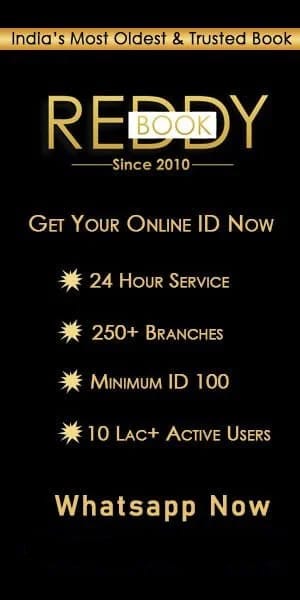 India's Most Oldest & Trusted Book
REDDY
BOOK
Since 2010
Get Your Online ID Now
24 Hour Service
250+ Branches
Minimum ID 100
10 Lac+ Active Users
Whatsapp Now